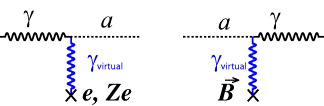 γ a a γ
γvirtual γvirtual
e, Ze B⃗